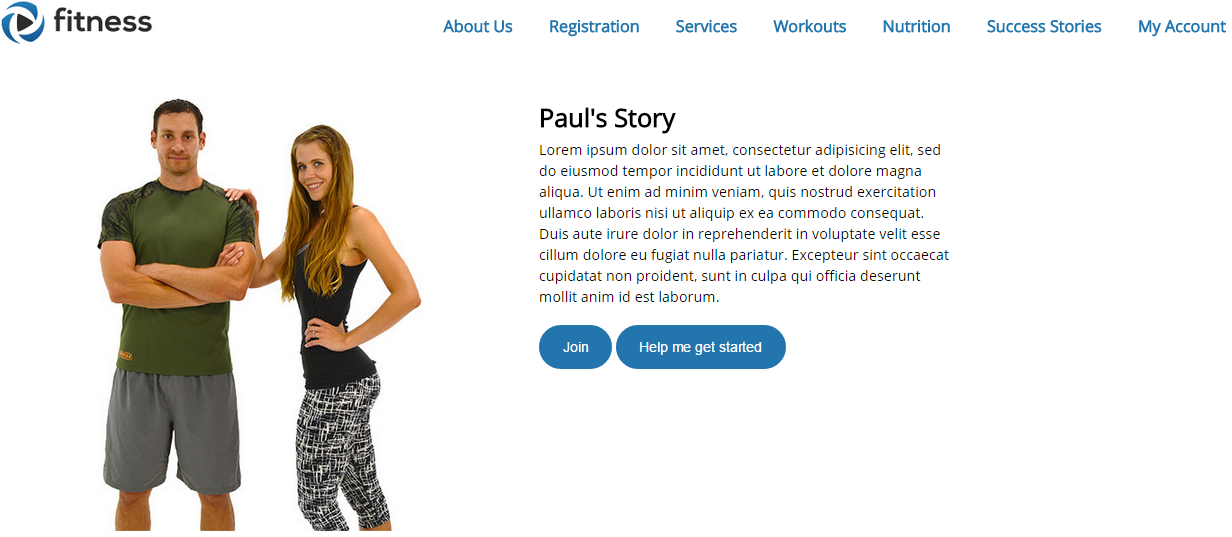 fitness
About Us Registration Services Workouts Nutrition Success Stories My Account
Paul's Story
Lorem ipsum dolor sit amet, consectetur adipisicing elit, sed
do eiusmod tempor incididunt ut labore et dolore magna
aliqua. Ut enim ad minim veniam, quis nostrud exercitation
ullamco laboris nisi ut aliquip ex ea commodo consequat.
Duis aute irure dolor in reprehenderit in voluptate velit esse
cillum dolore eu fugiat nulla pariatur. Excepteur sint occaecat
cupidatat non proident, sunt in culpa qui officia deserunt
mollit anim id est laborum.
Join Help me get started